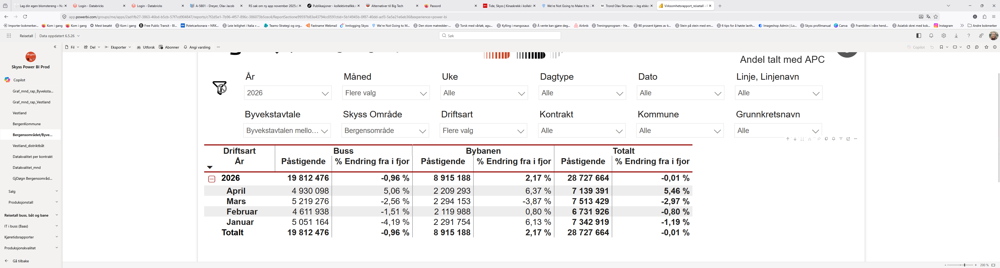 Lag din egen blomstereng – No
Login - Databricks
Login - Databricks
A-5801 - Dreyer, Olav Jacob
RS sak om ny app november 2025.d
Publikasjoner - kollektivtrafikk.n
Alternativer til Big Tech
Passord
Tide, Skyss | Kinaskrekk i kollekt
We're Not Going to Make it to 2
Trond Olav Skrunes: – Jeg elske
Virksomhetsrapport_reisetall - P
app.powerbi.com/groups/me/apps/2ad1fb27-3863-46bd-b5cb-57f7cd904847/reports/c7f2d5e1-7b96-4f57-896c-386073b5cec4/ReportSectione99597b83e43794cc059?ctid=5b14945b-0f87-40dd-acf3-5e5e21e6eb36&experience=power-bi
Importer bokmerker...
Kom i gang
Kom i gang
Mest besøkt
Kom i gang
Free Public Transit - Bl...
Potetcarbonara – NRK...
Leie leilighet i Italia » ...
Teams-Strategi og org...
Fastname Webmail
Innlogging Skyss
We're Not Going to M...
Den store matredder-...
Torsk med vårløk, agu...
Kylling i mangosaus
Å vente kan gjøre deg...
Airbnb
Treningsprogram - He...
90 prosent kjøres av k...
Stein på stein med em...
6 tips for å høste lavth...
Imageshop Admin | Lo...
Skyss profilmanual
Canva
Framtiden i våre hend...
Asiatisk skrei med kok...
Instagram
Andre bokmerker
Reisetall
Data oppdatert 6.5.26
Søk
Fil
Del
Eksporter
Utforsk
Abonner
Angi varsling
Copilot
skyss
Skyss Power BI Prod
Copilot
Graf_mnd_rap_Byveksta...
Graf_mnd_rap_Vestland
Vestland
BergenKommune
Bergensområdet/Byve...
Vestland_distriktbåt
Datakvalitet per kontrakt
Datakvalitet_mnd
GjDøgn Bergensområd...
Salg
Produksjonstall
Reisetall buss, båt og bane
IT i buss (Baas)
Kjøretidsrapporter
Produksjonskvalitet
Gå tilbake
Andel talt med APC
År Måned Uke Dagtype Dato Linje, Linjenavn
2026 Flere valg Alle Alle Alle Alle
Byvekstavtale Skyss Område Driftsart Kontrakt Kommune Grunnkretsnavn
Byvekstavtalen mello... Bergensområde Flere valg Alle Alle Alle
Driftsart Buss Bybanen Totalt
År Påstigende % Endring fra i fjor Påstigende % Endring fra i fjor Påstigende % Endring fra i fjor
2026 19 812 476 -0,96 % 8 915 188 2,17 % 28 727 664 -0,01 %
April 4 930 098 5,06 % 2 209 293 6,37 % 7 139 391 5,46 %
Mars 5 219 276 -2,56 % 2 294 153 -3,87 % 7 513 429 -2,97 %
Februar 4 611 938 -1,51 % 2 119 988 0,80 % 6 731 926 -0,80 %
Januar 5 051 164 -4,19 % 2 291 754 6,13 % 7 342 919 -1,19 %
Totalt 19 812 476 -0,96 % 8 915 188 2,17 % 28 727 664 -0,01 %
200 %